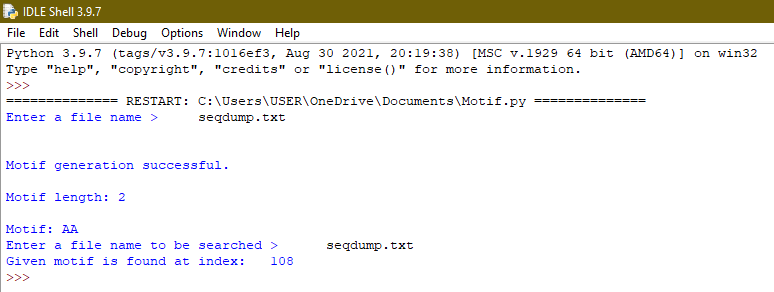 IDLE Shell 3.9.7
File Edit Shell Debug Options Window Help
Python 3.9.7 (tags/v3.9.7:1016ef3, Aug 30 2021, 20:19:38) [MSC v.1929 64 bit (AMD64)] on win32
Type "help", "copyright", "credits" or "license()" for more information.
>>>
============== RESTART: C:\Users\USER\OneDrive\Documents\Motif.py ==============
Enter a file name >     seqdump.txt
Motif generation successful.
Motif length: 2
Motif: AA
Enter a file name to be searched >      seqdump.txt
Given motif is found at index:   108
>>>